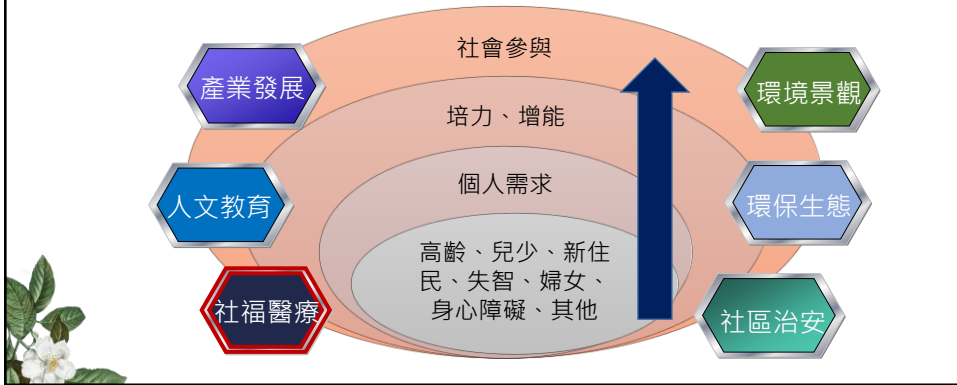 社會參與
產業發展
環境景觀
培力、增能
個人需求
人文教育
環保生態
高齡、兒少、新住
民、失智、婦女、
身心障礙、其他
社福醫療
社區治安